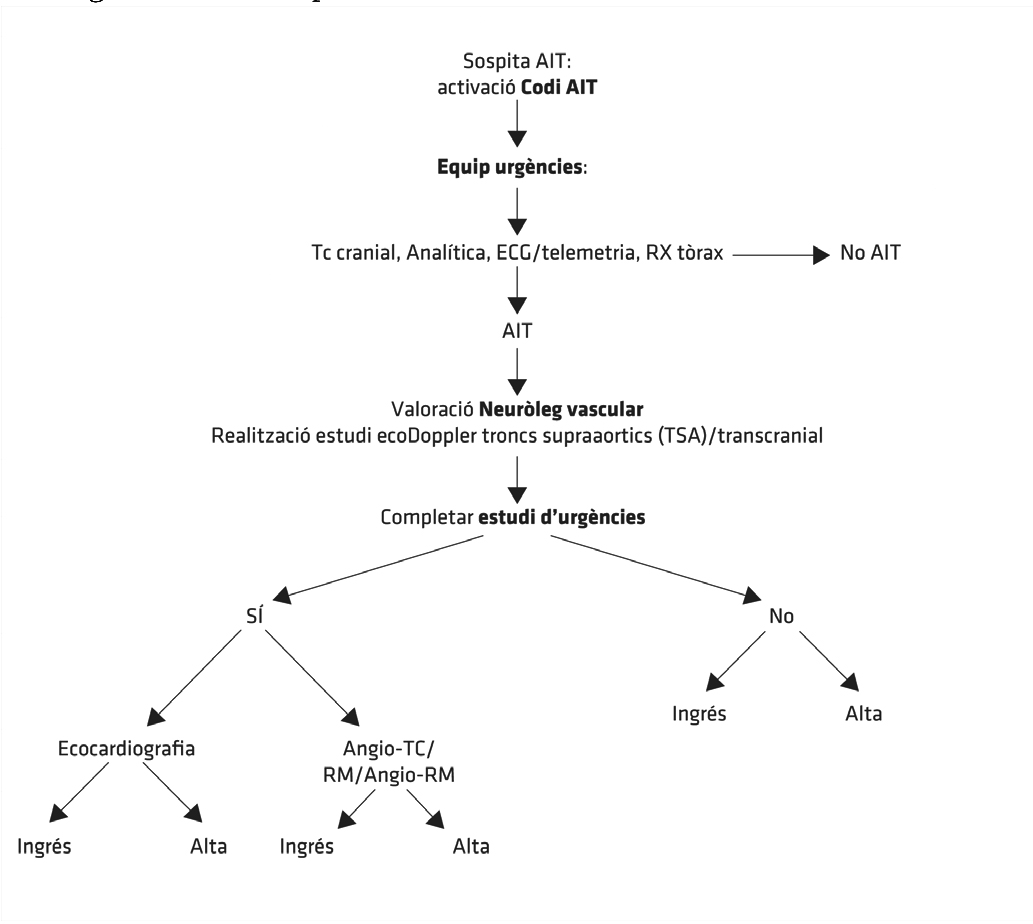 Sospita AIT:
activació Codi AIT
Equip urgències:
Tc cranial, Analítica, ECG/telemetria, RX tòrax
No AIT
AIT
Valoració Neuròleg vascular
Realització estudi ecoDoppler troncs supraaortics (TSA)/transcranial
Completar estudi d’urgències
SÍ
No
Ingrés
Alta
Ecocardiografia
Angio-TC/
RM/Angio-RM
Ingrés
Alta
Ingrés
Alta